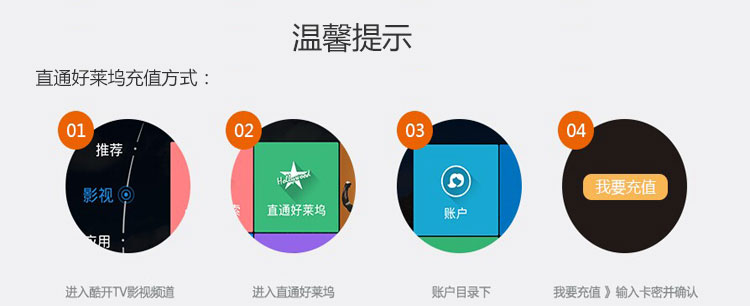 温馨提示
直通好莱坞充值方式：
01
推荐
影视
应用
02
Hollywood
直通好莱坞
03
账户
04
我要充值
进入酷开TV影视频道
进入直通好莱坞
账户目录下
我要充值 》输入卡密并确认